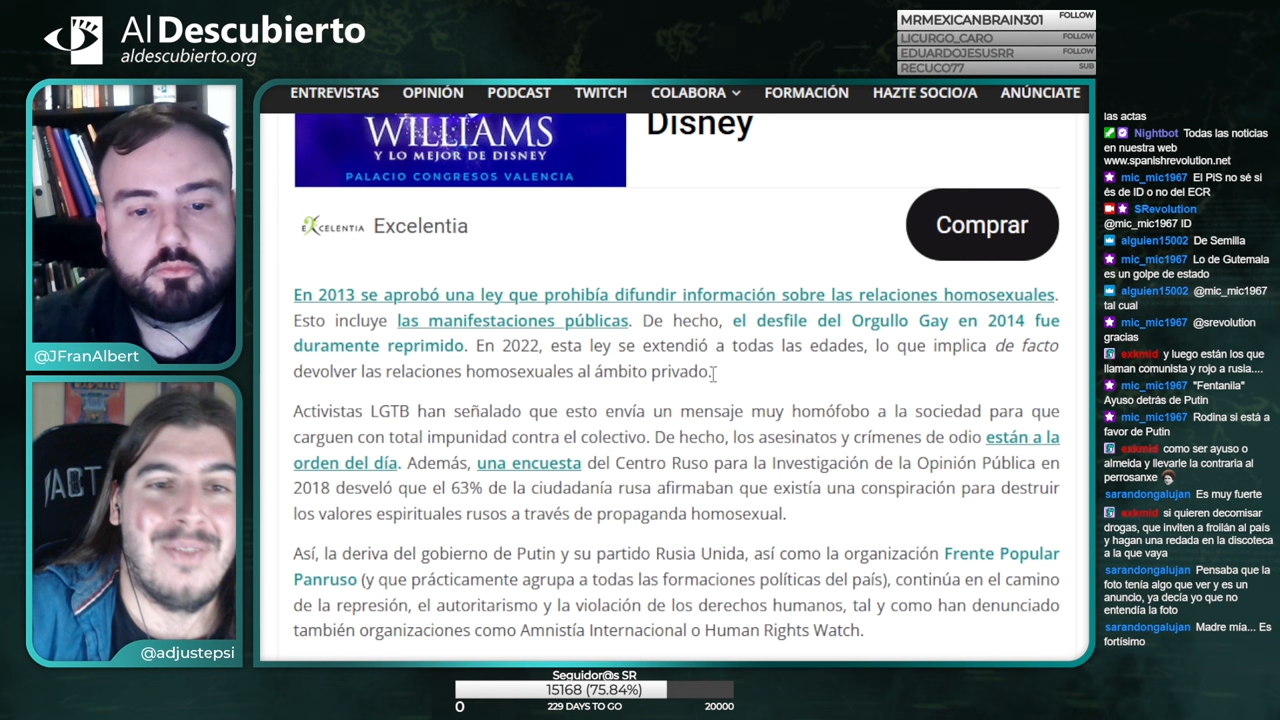 Al Descubierto
aldescubierto.org
MRMEXICANBRAIN301 FOLLOW
LICURGO_CARO FOLLOW
EDUARDOJESUSRR FOLLOW
RECUCO77 SUB
ENTREVISTAS OPINIÓN PODCAST TWITCH COLABORA FORMACIÓN HAZTE SOCIO/A ANÚNCIATE
WILLIAMS
Y LO MEJOR DE DISNEY
PALACIO CONGRESOS VALENCIA
Disney
EXCELENTIA Excelentia
Comprar
En 2013 se aprobó una ley que prohibía difundir información sobre las relaciones homosexuales.
Esto incluye las manifestaciones públicas. De hecho, el desfile del Orgullo Gay en 2014 fue
duramente reprimido. En 2022, esta ley se extendió a todas las edades, lo que implica de facto
devolver las relaciones homosexuales al ámbito privado.
Activistas LGTB han señalado que esto envía un mensaje muy homófobo a la sociedad para que
carguen con total impunidad contra el colectivo. De hecho, los asesinatos y crímenes de odio están a la
orden del día. Además, una encuesta del Centro Ruso para la Investigación de la Opinión Pública en
2018 desveló que el 63% de la ciudadanía rusa afirmaban que existía una conspiración para destruir
los valores espirituales rusos a través de propaganda homosexual.
Así, la deriva del gobierno de Putin y su partido Rusia Unida, así como la organización Frente Popular
Panruso (y que prácticamente agrupa a todas las formaciones políticas del país), continúa en el camino
de la represión, el autoritarismo y la violación de los derechos humanos, tal y como han denunciado
también organizaciones como Amnistía Internacional o Human Rights Watch.
@JFranAlbert
@adjustepsi
las actas
Nightbot Todas las noticias
en nuestra web
www.spanishrevolution.net
mic_mic1967 El PIS no sé si
és de ID o no del ECR
SRevolution
@mic_mic1967 ID
alguien15002 De Semilla
mic_mic1967 Lo de Gutemala
es un golpe de estado
alguien15002 @mic_mic1967
tal cual
mic_mic1967 @srevolution
gracias
exkmid y luego están los que
llaman comunista y rojo a rusia....
mic_mic1967 "Fentanila"
Ayuso detrás de Putin
mic_mic1967 Rodina si está a
favor de Putin
exkmid como ser ayuso o
almeida y llevarle la contraría al
perrosanxe
sarandongalujan Es muy fuerte
exkmid si quieren decomisar
drogas, que inviten a froilán al país
y hagan una redada en la discoteca
a la que vaya
sarandongalujan Pensaba que la
foto tenía algo que ver y es un
anuncio, ya decía yo que no
entendía la foto
sarandongalujan Madre mía... Es
fortísimo
Seguidor@s SR
15168 (75.84%)
0 229 DAYS TO GO 20000